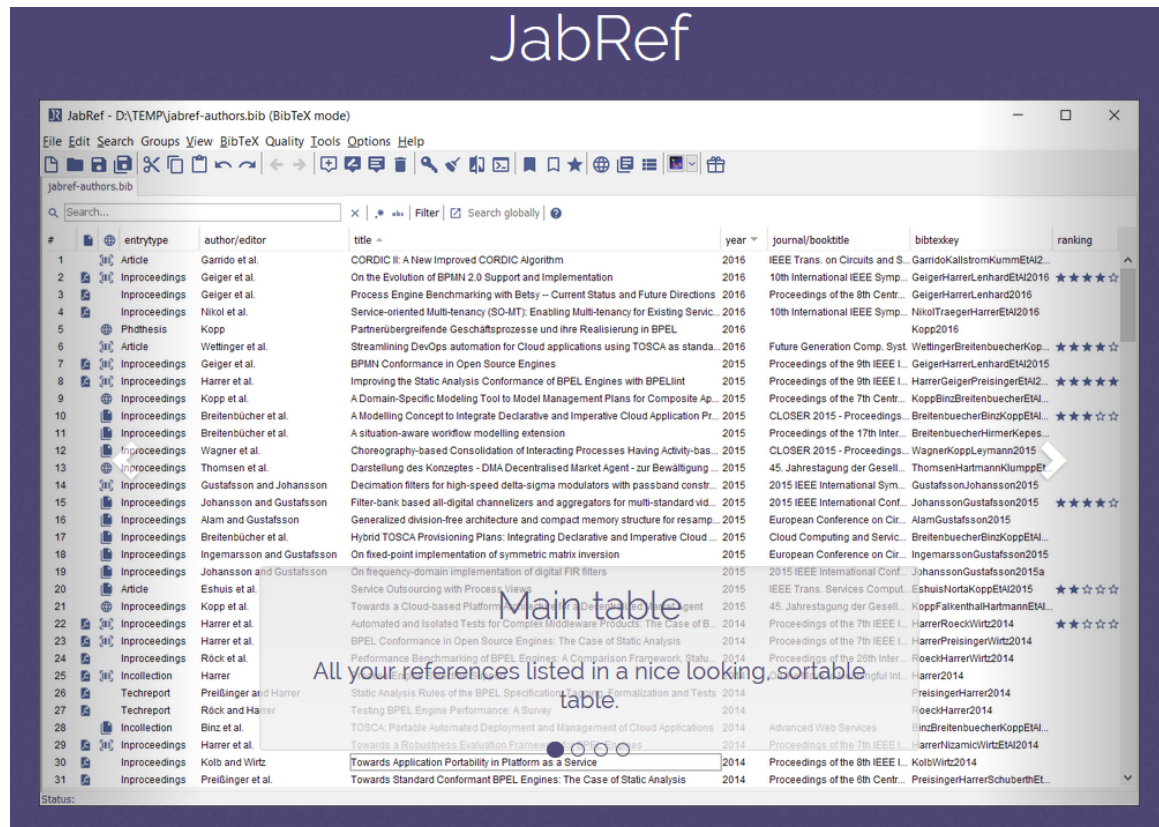 JabRef
JabRef - D:\TEMP\jabref-authors.bib (BibTeX mode)
File Edit Search Groups View BibTeX Quality Tools Options Help
jabref-authors.bib
Search... Filter Search globally
# entrytype author/editor title year journal/booktitle bibtexkey ranking
1 Article Garrido et al. CORDIC II: A New Improved CORDIC Algorithm 2016 IEEE Trans. on Circuits and S... GarridoKallstromKummEtAl2...
2 Inproceedings Geiger et al. On the Evolution of BPMN 2.0 Support and Implementation 2016 10th International IEEE Symp... GeigerHarrerLenhardEtAl2016 ★★★★☆
3 Inproceedings Geiger et al. Process Engine Benchmarking with Betsy -- Current Status and Future Directions 2016 Proceedings of the 8th Centr... GeigerHarrerLenhard2016
4 Inproceedings Nikol et al. Service-oriented Multi-tenancy (SO-MT): Enabling Multi-tenancy for Existing Servic... 2016 10th International IEEE Symp... NikolTraegerHarrerEtAl2016
5 Phdthesis Kopp Partnerübergreifende Geschäftsprozesse und ihre Realisierung in BPEL 2016 Kopp2016
6 Article Wettinger et al. Streamlining DevOps automation for Cloud applications using TOSCA as standa... 2016 Future Generation Comp. Syst. WettingerBreitenbuecherKop... ★★★★☆
7 Inproceedings Geiger et al. BPMN Conformance in Open Source Engines 2015 Proceedings of the 9th IEEE I... GeigerHarrerLenhardEtAl2015
8 Inproceedings Harrer et al. Improving the Static Analysis Conformance of BPEL Engines with BPELlint 2015 Proceedings of the 9th IEEE I... HarrerGeigerPreisingerEtAl2... ★★★★★
9 Inproceedings Kopp et al. A Domain-Specific Modeling Tool to Model Management Plans for Composite Ap... 2015 Proceedings of the 7th Centr... KoppBinzBreitenbuecherEtAl...
10 Inproceedings Breitenbücher et al. A Modelling Concept to Integrate Declarative and Imperative Cloud Application Pr... 2015 CLOSER 2015 - Proceedings... BreitenbuecherBinzKoppEtAl... ★★★☆☆
11 Inproceedings Breitenbücher et al. A situation-aware workflow modelling extension 2015 Proceedings of the 17th Inter... BreitenbuecherHirmerKepes...
12 Inproceedings Wagner et al. Choreography-based Consolidation of Interacting Processes Having Activity-bas... 2015 CLOSER 2015 - Proceedings... WagnerKoppLeymann2015
13 Inproceedings Thomsen et al. Darstellung des Konzeptes - DMA Decentralised Market Agent - zur Bewältigung ... 2015 45. Jahrestagung der Gesell... ThomsenHartmannKlumppEt...
14 Inproceedings Gustafsson and Johansson Decimation filters for high-speed delta-sigma modulators with passband constr... 2015 2015 IEEE International Sym... GustafssonJohansson2015
15 Inproceedings Johansson and Gustafsson Filter-bank based all-digital channelizers and aggregators for multi-standard vid... 2015 2015 IEEE International Conf... JohanssonGustafsson2015 ★★★★☆
16 Inproceedings Alam and Gustafsson Generalized division-free architecture and compact memory structure for resamp... 2015 European Conference on Cir... AlamGustafsson2015
17 Inproceedings Breitenbücher et al. Hybrid TOSCA Provisioning Plans: Integrating Declarative and Imperative Cloud ... 2015 Cloud Computing and Servic... BreitenbuecherBinzKoppEtAl...
18 Inproceedings Ingemarsson and Gustafsson On fixed-point implementation of symmetric matrix inversion 2015 European Conference on Cir... IngemarssonGustafsson2015
19 Inproceedings Johansson and Gustafsson On frequency-domain implementation of digital FIR filters 2015 2015 IEEE International Conf... JohanssonGustafsson2015a
20 Article Eshuis et al. Service Outsourcing with Process Views 2015 IEEE Trans. Services Comput... EshuisNortaKoppEtAl2015 ★★☆☆☆
21 Inproceedings Kopp et al. Towards a Cloud-based Platform Architecture for a Decentralized Market Agent 2015 45. Jahrestagung der Gesell... KoppFalkenthalHartmannEtAl...
22 Inproceedings Harrer et al. Automated and Isolated Tests for Complex Middleware Products: The Case of B... 2014 Proceedings of the 7th IEEE I... HarrerRoeckWirtz2014 ★★☆☆☆
23 Inproceedings Harrer et al. BPEL Conformance in Open Source Engines: The Case of Static Analysis 2014 Proceedings of the 7th IEEE I... HarrerPreisingerWirtz2014
24 Inproceedings Röck et al. Performance Benchmarking of BPEL Engines: A Comparison Framework, Statu... 2014 Proceedings of the 26th Inter... RoeckHarrerWirtz2014
25 Incollection Harrer 2014 Harrer2014
26 Techreport Preißinger and Harrer Static Analysis Rules of the BPEL Specification: Tagging, Formalization and Tests 2014 PreisingerHarrer2014
27 Techreport Röck and Harrer Testing BPEL Engine Performance: A Survey 2014 RoeckHarrer2014
28 Incollection Binz et al. TOSCA: Portable Automated Deployment and Management of Cloud Applications 2014 Advanced Web Services BinzBreitenbuecherKoppEtAl...
29 Inproceedings Harrer et al. Towards a Robustness Evaluation Framework for BPEL Engines 2014 Proceedings of the 7th IEEE I... HarrerNizamicWirtzEtAl2014
30 Inproceedings Kolb and Wirtz Towards Application Portability in Platform as a Service 2014 Proceedings of the 8th IEEE I... KolbWirtz2014
31 Inproceedings Preißinger et al. Towards Standard Conformant BPEL Engines: The Case of Static Analysis 2014 Proceedings of the 6th Centr... PreisingerHarrerSchuberthEt...
Main table
All your references listed in a nice looking, sortable
table.
Status: